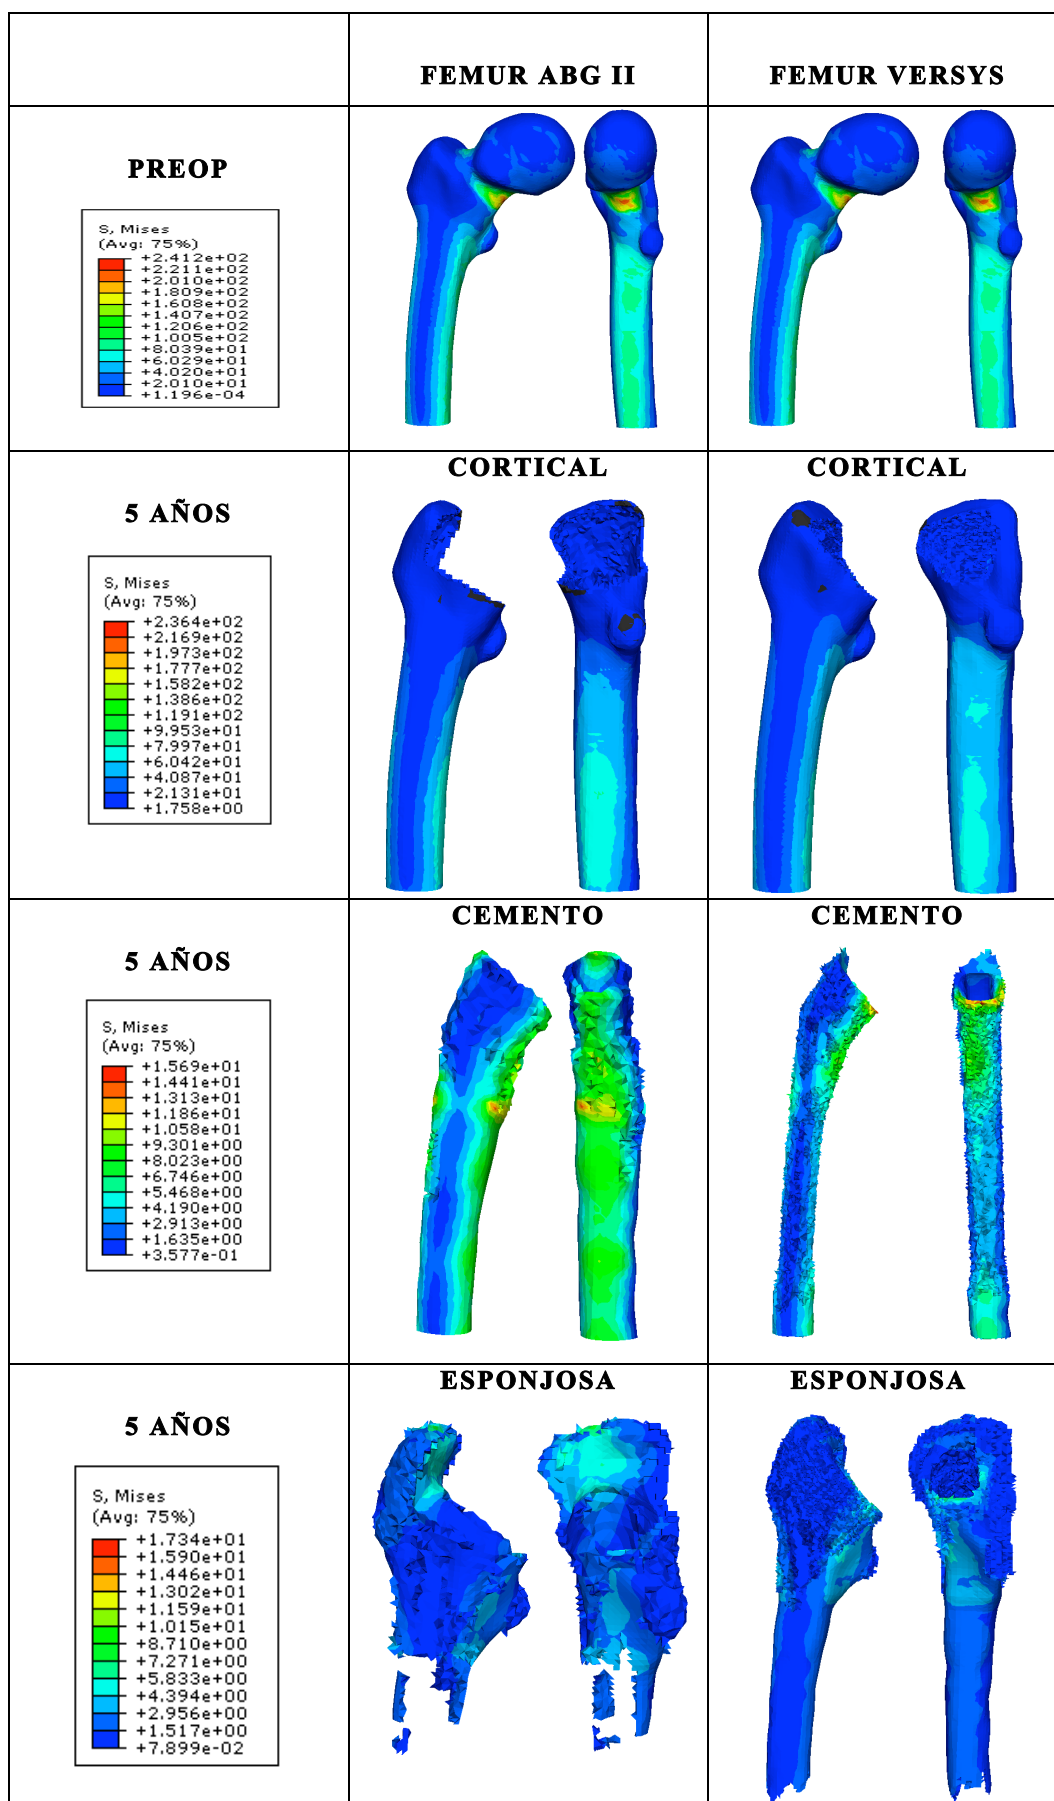 FEMUR ABG II
FEMUR VERSYS
PREOP
S, Mises
(Avg: 75%)
+2.412e+02
+2.211e+02
+2.010e+02
+1.809e+02
+1.608e+02
+1.407e+02
+1.206e+02
+1.005e+02
+8.039e+01
+6.029e+01
+4.020e+01
+2.010e+01
+1.196e-04
5 AÑOS
S, Mises
(Avg: 75%)
+2.364e+02
+2.169e+02
+1.973e+02
+1.777e+02
+1.582e+02
+1.386e+02
+1.191e+02
+9.953e+01
+7.997e+01
+6.042e+01
+4.087e+01
+2.131e+01
+1.758e+00
CORTICAL
CORTICAL
5 AÑOS
S, Mises
(Avg: 75%)
+1.569e+01
+1.441e+01
+1.313e+01
+1.186e+01
+1.058e+01
+9.301e+00
+8.023e+00
+6.746e+00
+5.468e+00
+4.190e+00
+2.913e+00
+1.635e+00
+3.577e-01
CEMENTO
CEMENTO
5 AÑOS
S, Mises
(Avg: 75%)
+1.734e+01
+1.590e+01
+1.446e+01
+1.302e+01
+1.159e+01
+1.015e+01
+8.710e+00
+7.271e+00
+5.833e+00
+4.394e+00
+2.956e+00
+1.517e+00
+7.899e-02
ESPONJOSA
ESPONJOSA